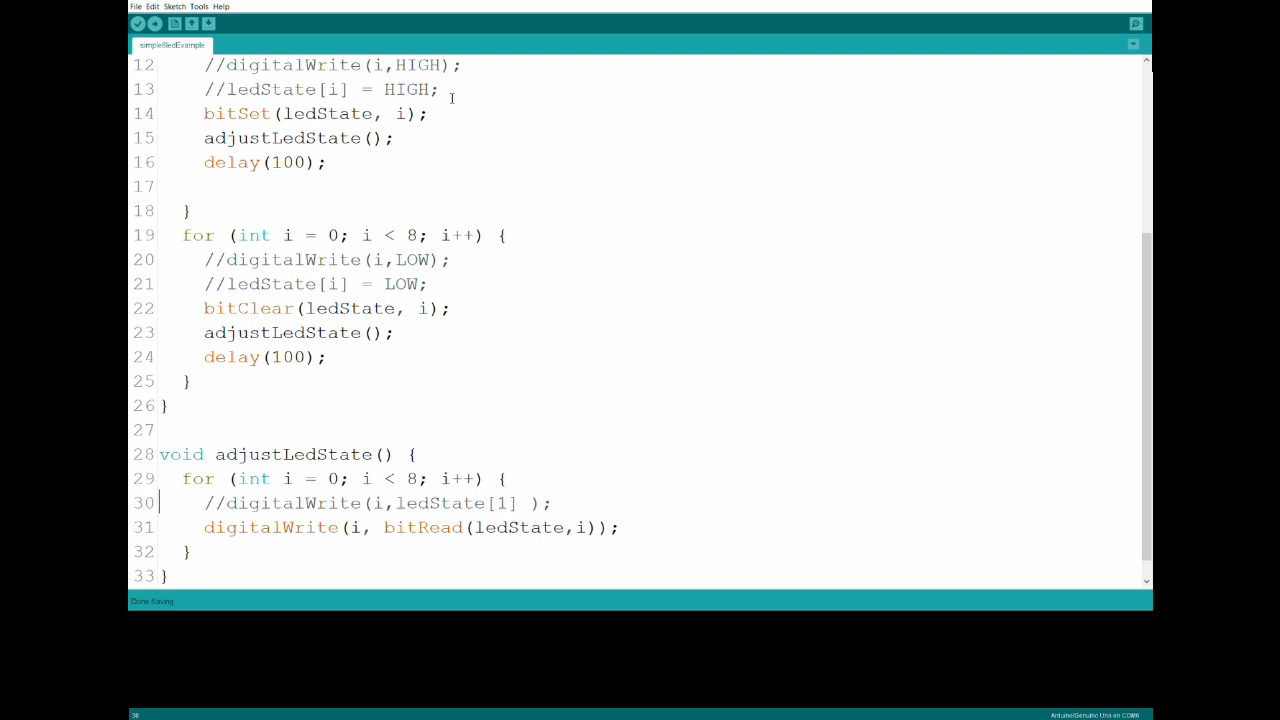 File Edit Sketch Tools Help
simple8ledExample
12 //digitalWrite(i,HIGH);
13 //ledState[i] = HIGH;
14 bitSet(ledState, i);
15 adjustLedState();
16 delay(100);
17
18 }
19 for (int i = 0; i < 8; i++) {
20 //digitalWrite(i,LOW);
21 //ledState[i] = LOW;
22 bitClear(ledState, i);
23 adjustLedState();
24 delay(100);
25 }
26 }
27
28 void adjustLedState() {
29 for (int i = 0; i < 8; i++) {
30 //digitalWrite(i,ledState[1] );
31 digitalWrite(i, bitRead(ledState,i));
32 }
33 }
Done Saving
Arduino/Genuino Uno en COM6